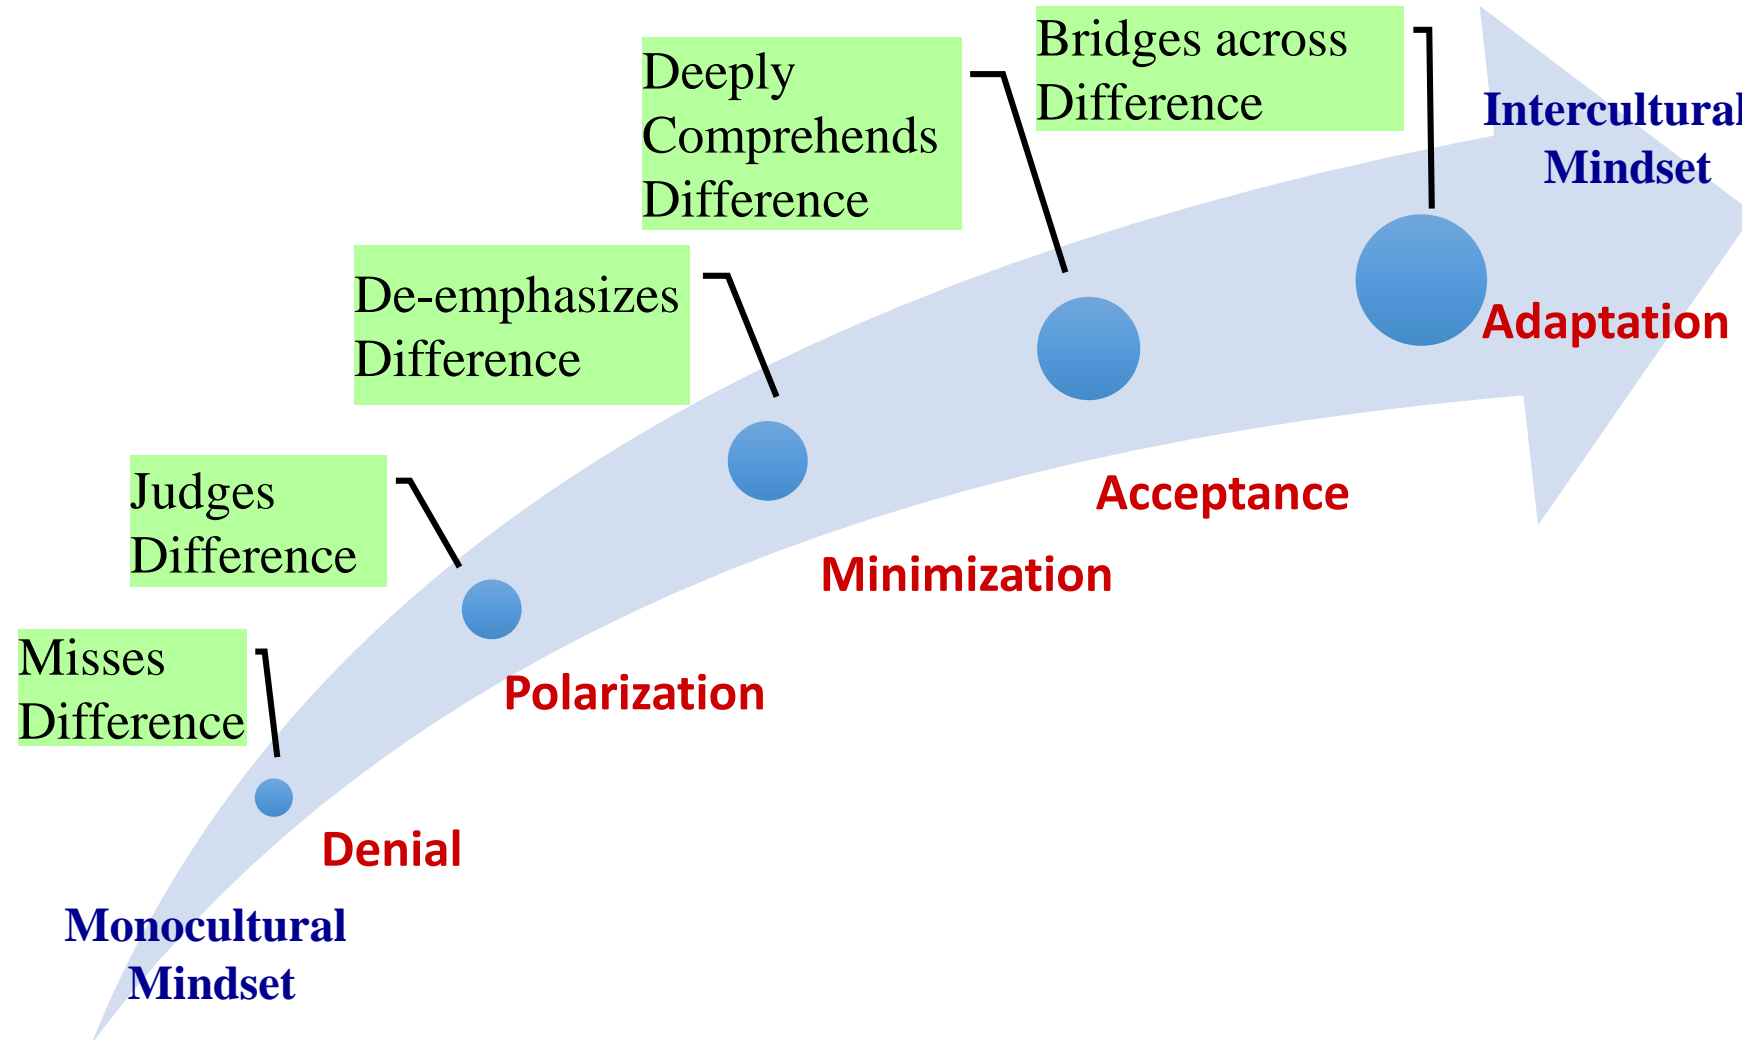 Bridges across
Difference
Deeply
Comprehends
Difference
Intercultural
Mindset
De-emphasizes
Difference
Adaptation
Judges
Difference
Acceptance
Minimization
Misses
Difference
Polarization
Denial
Monocultural
Mindset